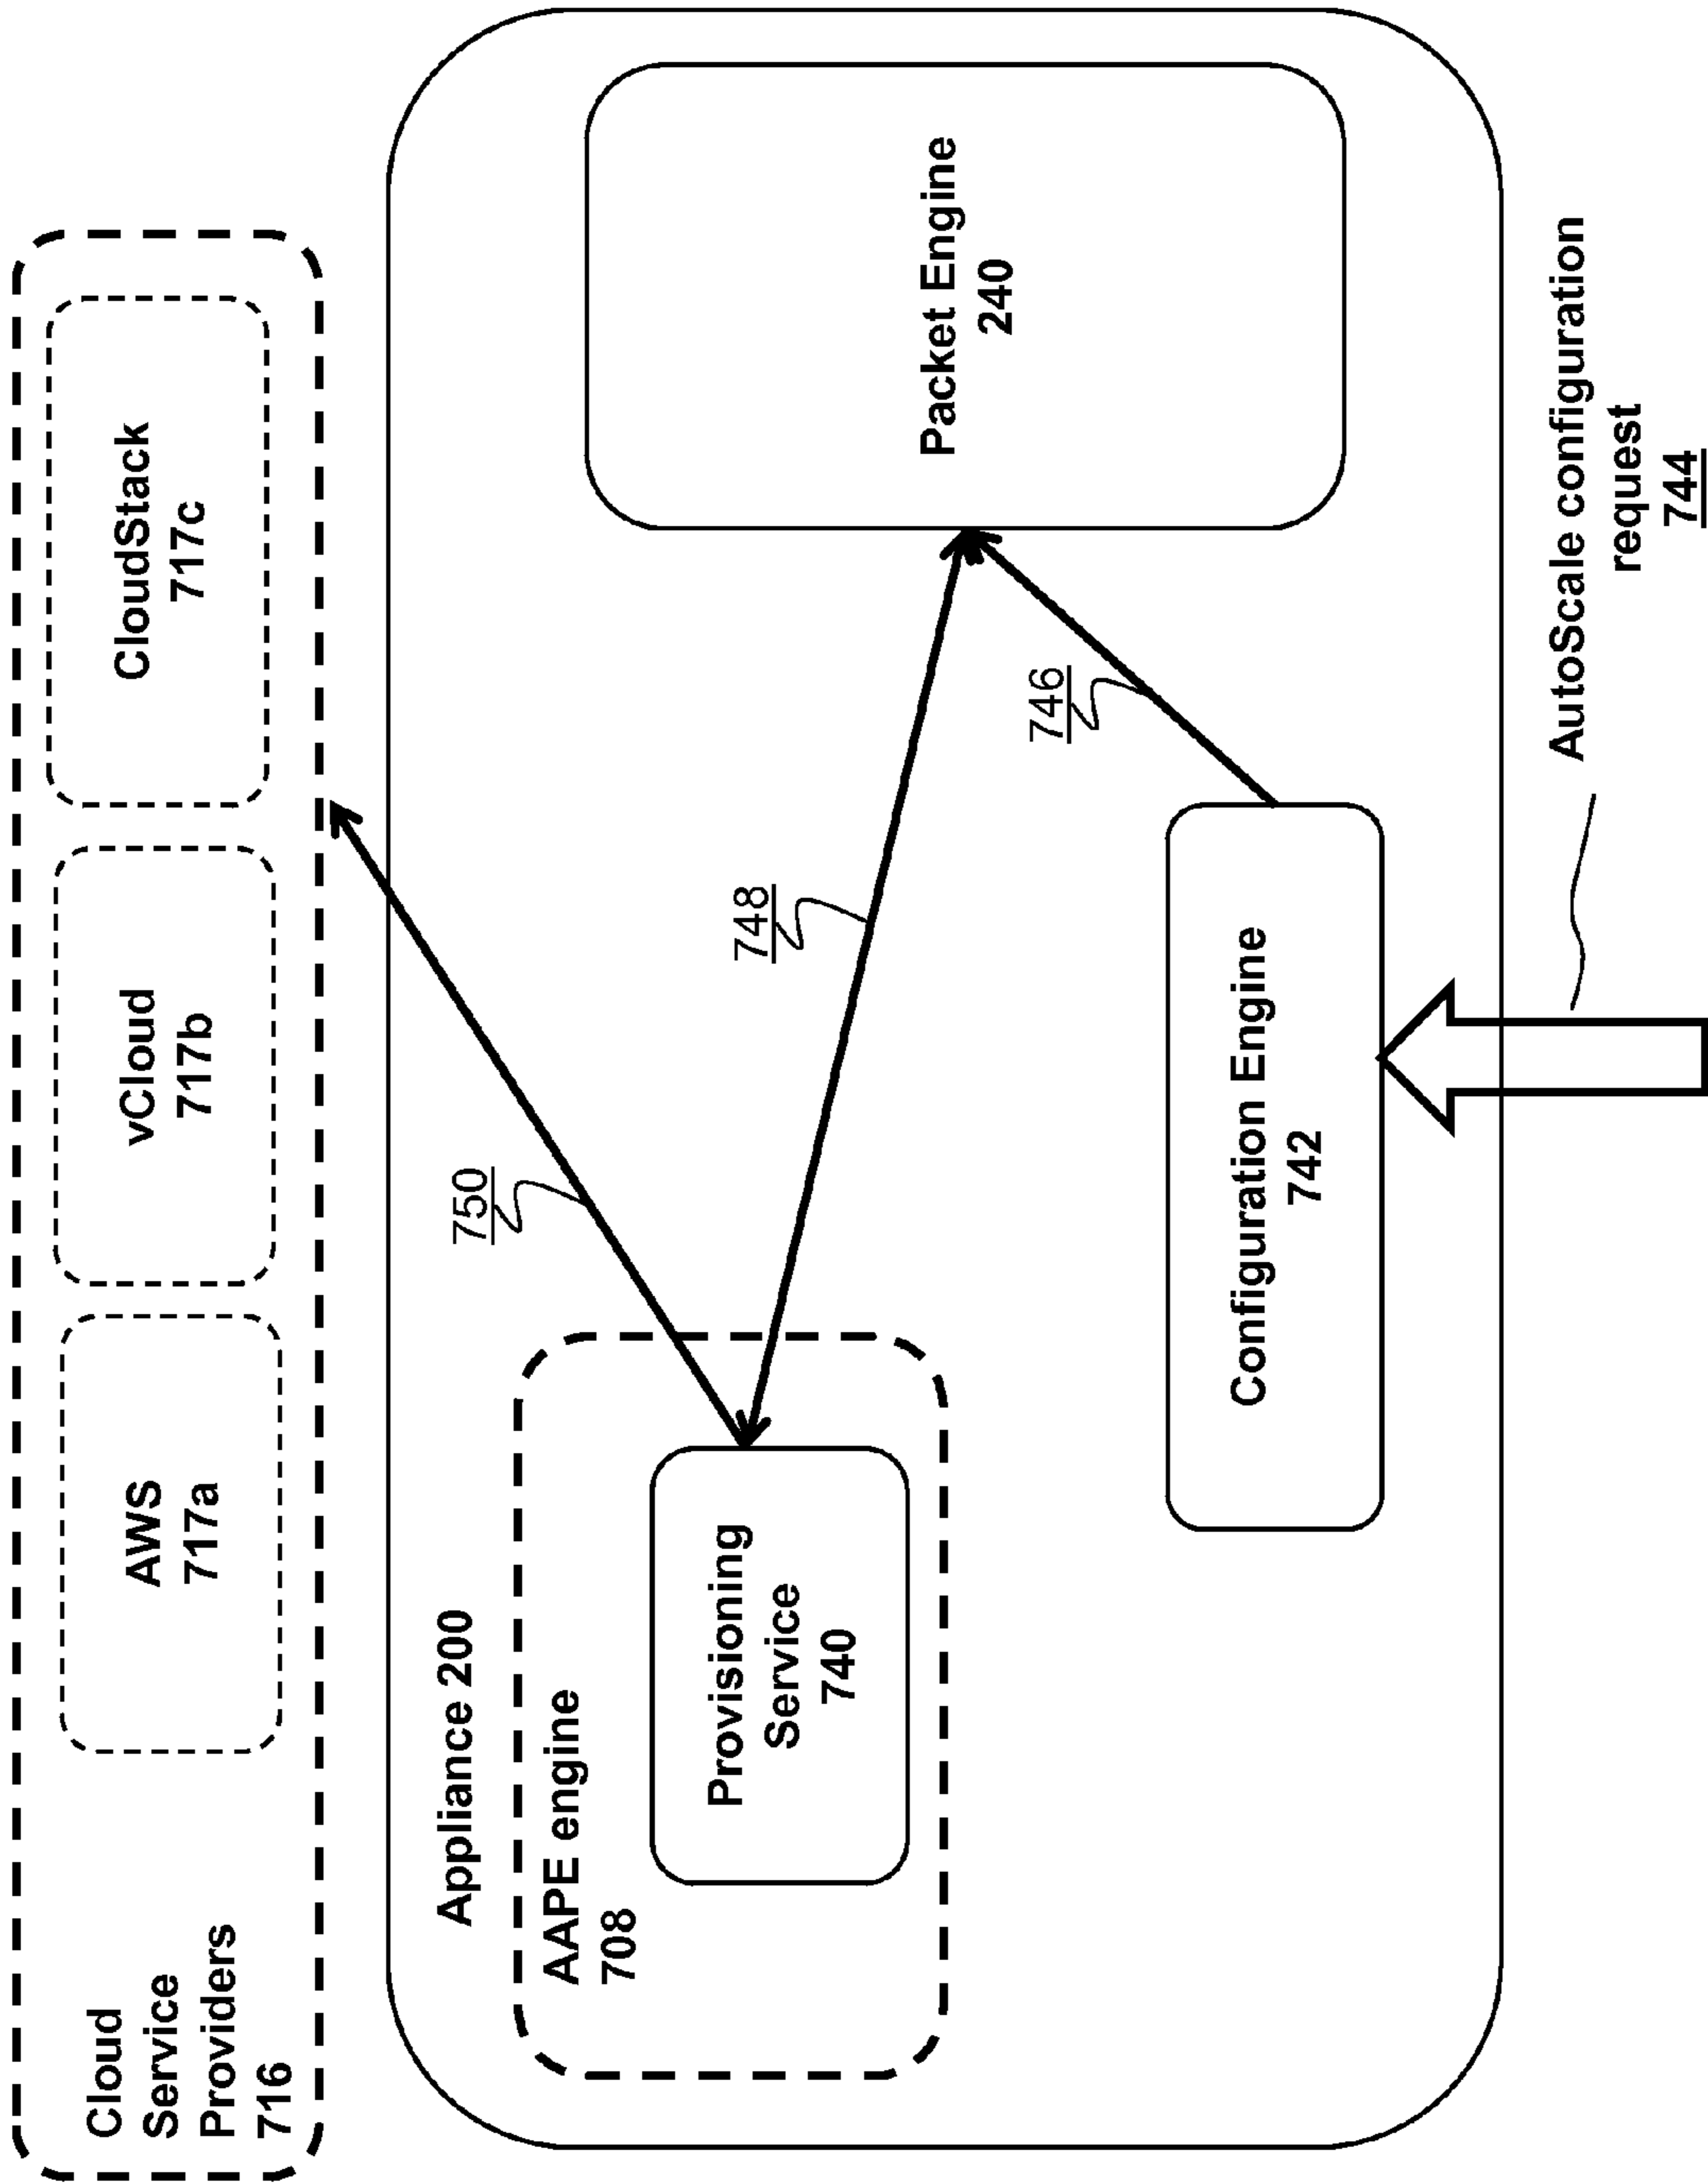 Cloud
Service
Providers
716
AWS
717a
vCloud
717b
CloudStack
717c
Appliance 200
AAPE engine
708
Provisioning
Service
740
750
748
746
Packet Engine
240
Configuration Engine
742
AutoScale configuration
request
744